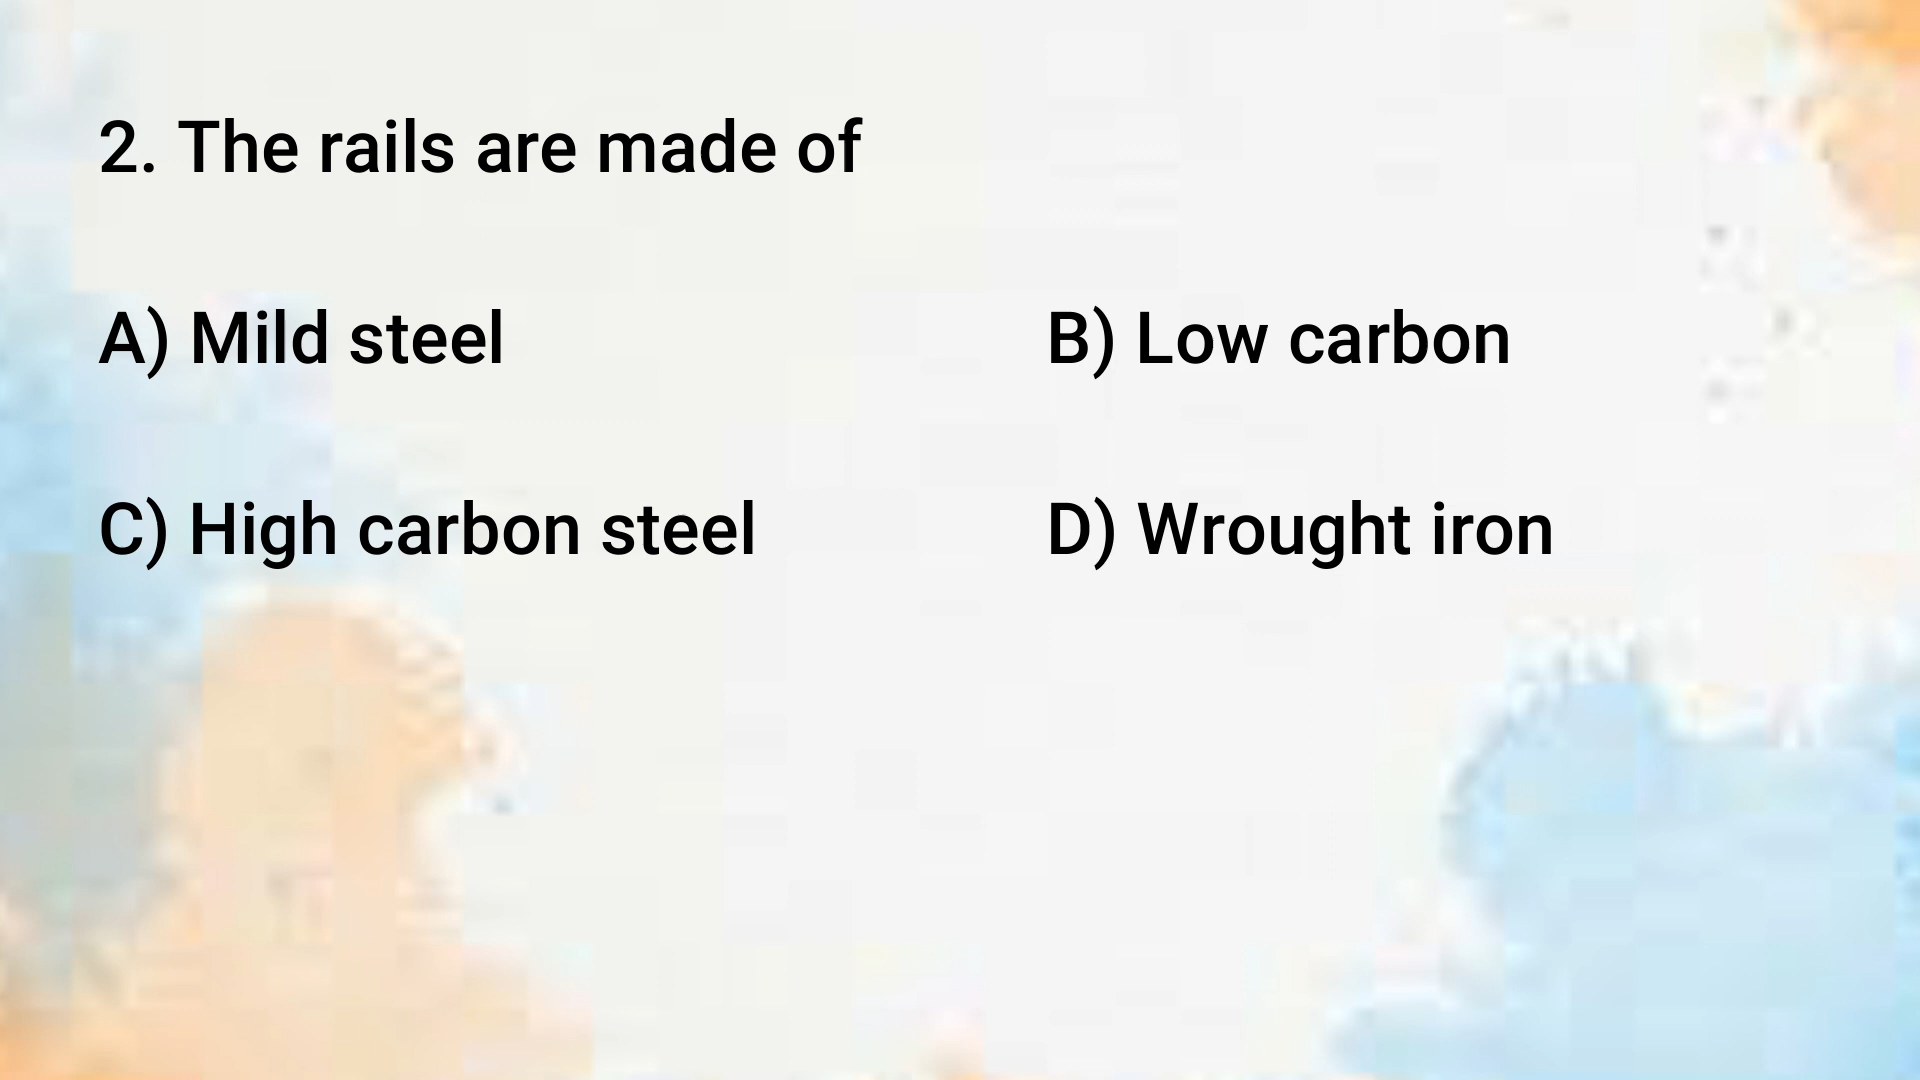 2. The rails are made of
A) Mild steel B) Low carbon
C) High carbon steel D) Wrought iron